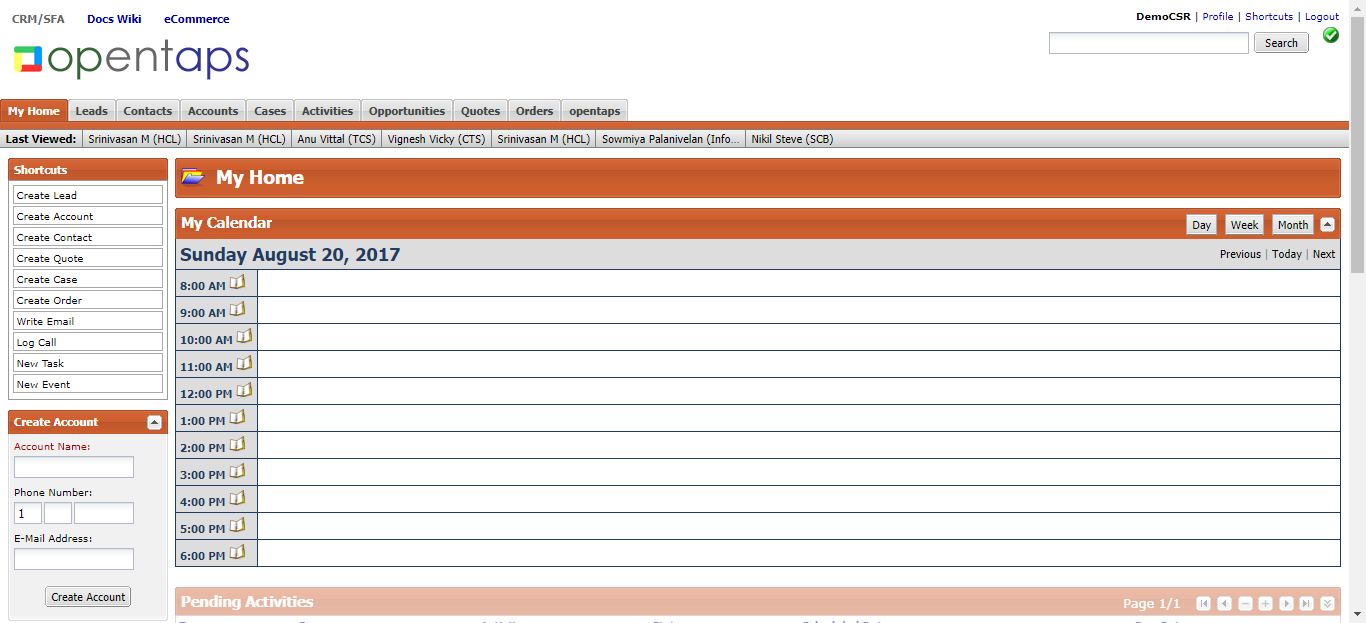 CRM/SFA Docs Wiki eCommerce
DemoCSR | Profile | Shortcuts | Logout
opentaps
Search
My Home Leads Contacts Accounts Cases Activities Opportunities Quotes Orders opentaps
Last Viewed: Srinivasan M (HCL) Srinivasan M (HCL) Anu Vittal (TCS) Vignesh Vicky (CTS) Srinivasan M (HCL) Sowmiya Palanivelan (Info... Nikil Steve (SCB)
Shortcuts
Create Lead
Create Account
Create Contact
Create Quote
Create Case
Create Order
Write Email
Log Call
New Task
New Event
Create Account
Account Name:
Phone Number:
1
E-Mail Address:
Create Account
My Home
My Calendar Day Week Month
Sunday August 20, 2017 Previous | Today | Next
8:00 AM
9:00 AM
10:00 AM
11:00 AM
12:00 PM
1:00 PM
2:00 PM
3:00 PM
4:00 PM
5:00 PM
6:00 PM
Pending Activities Page 1/1